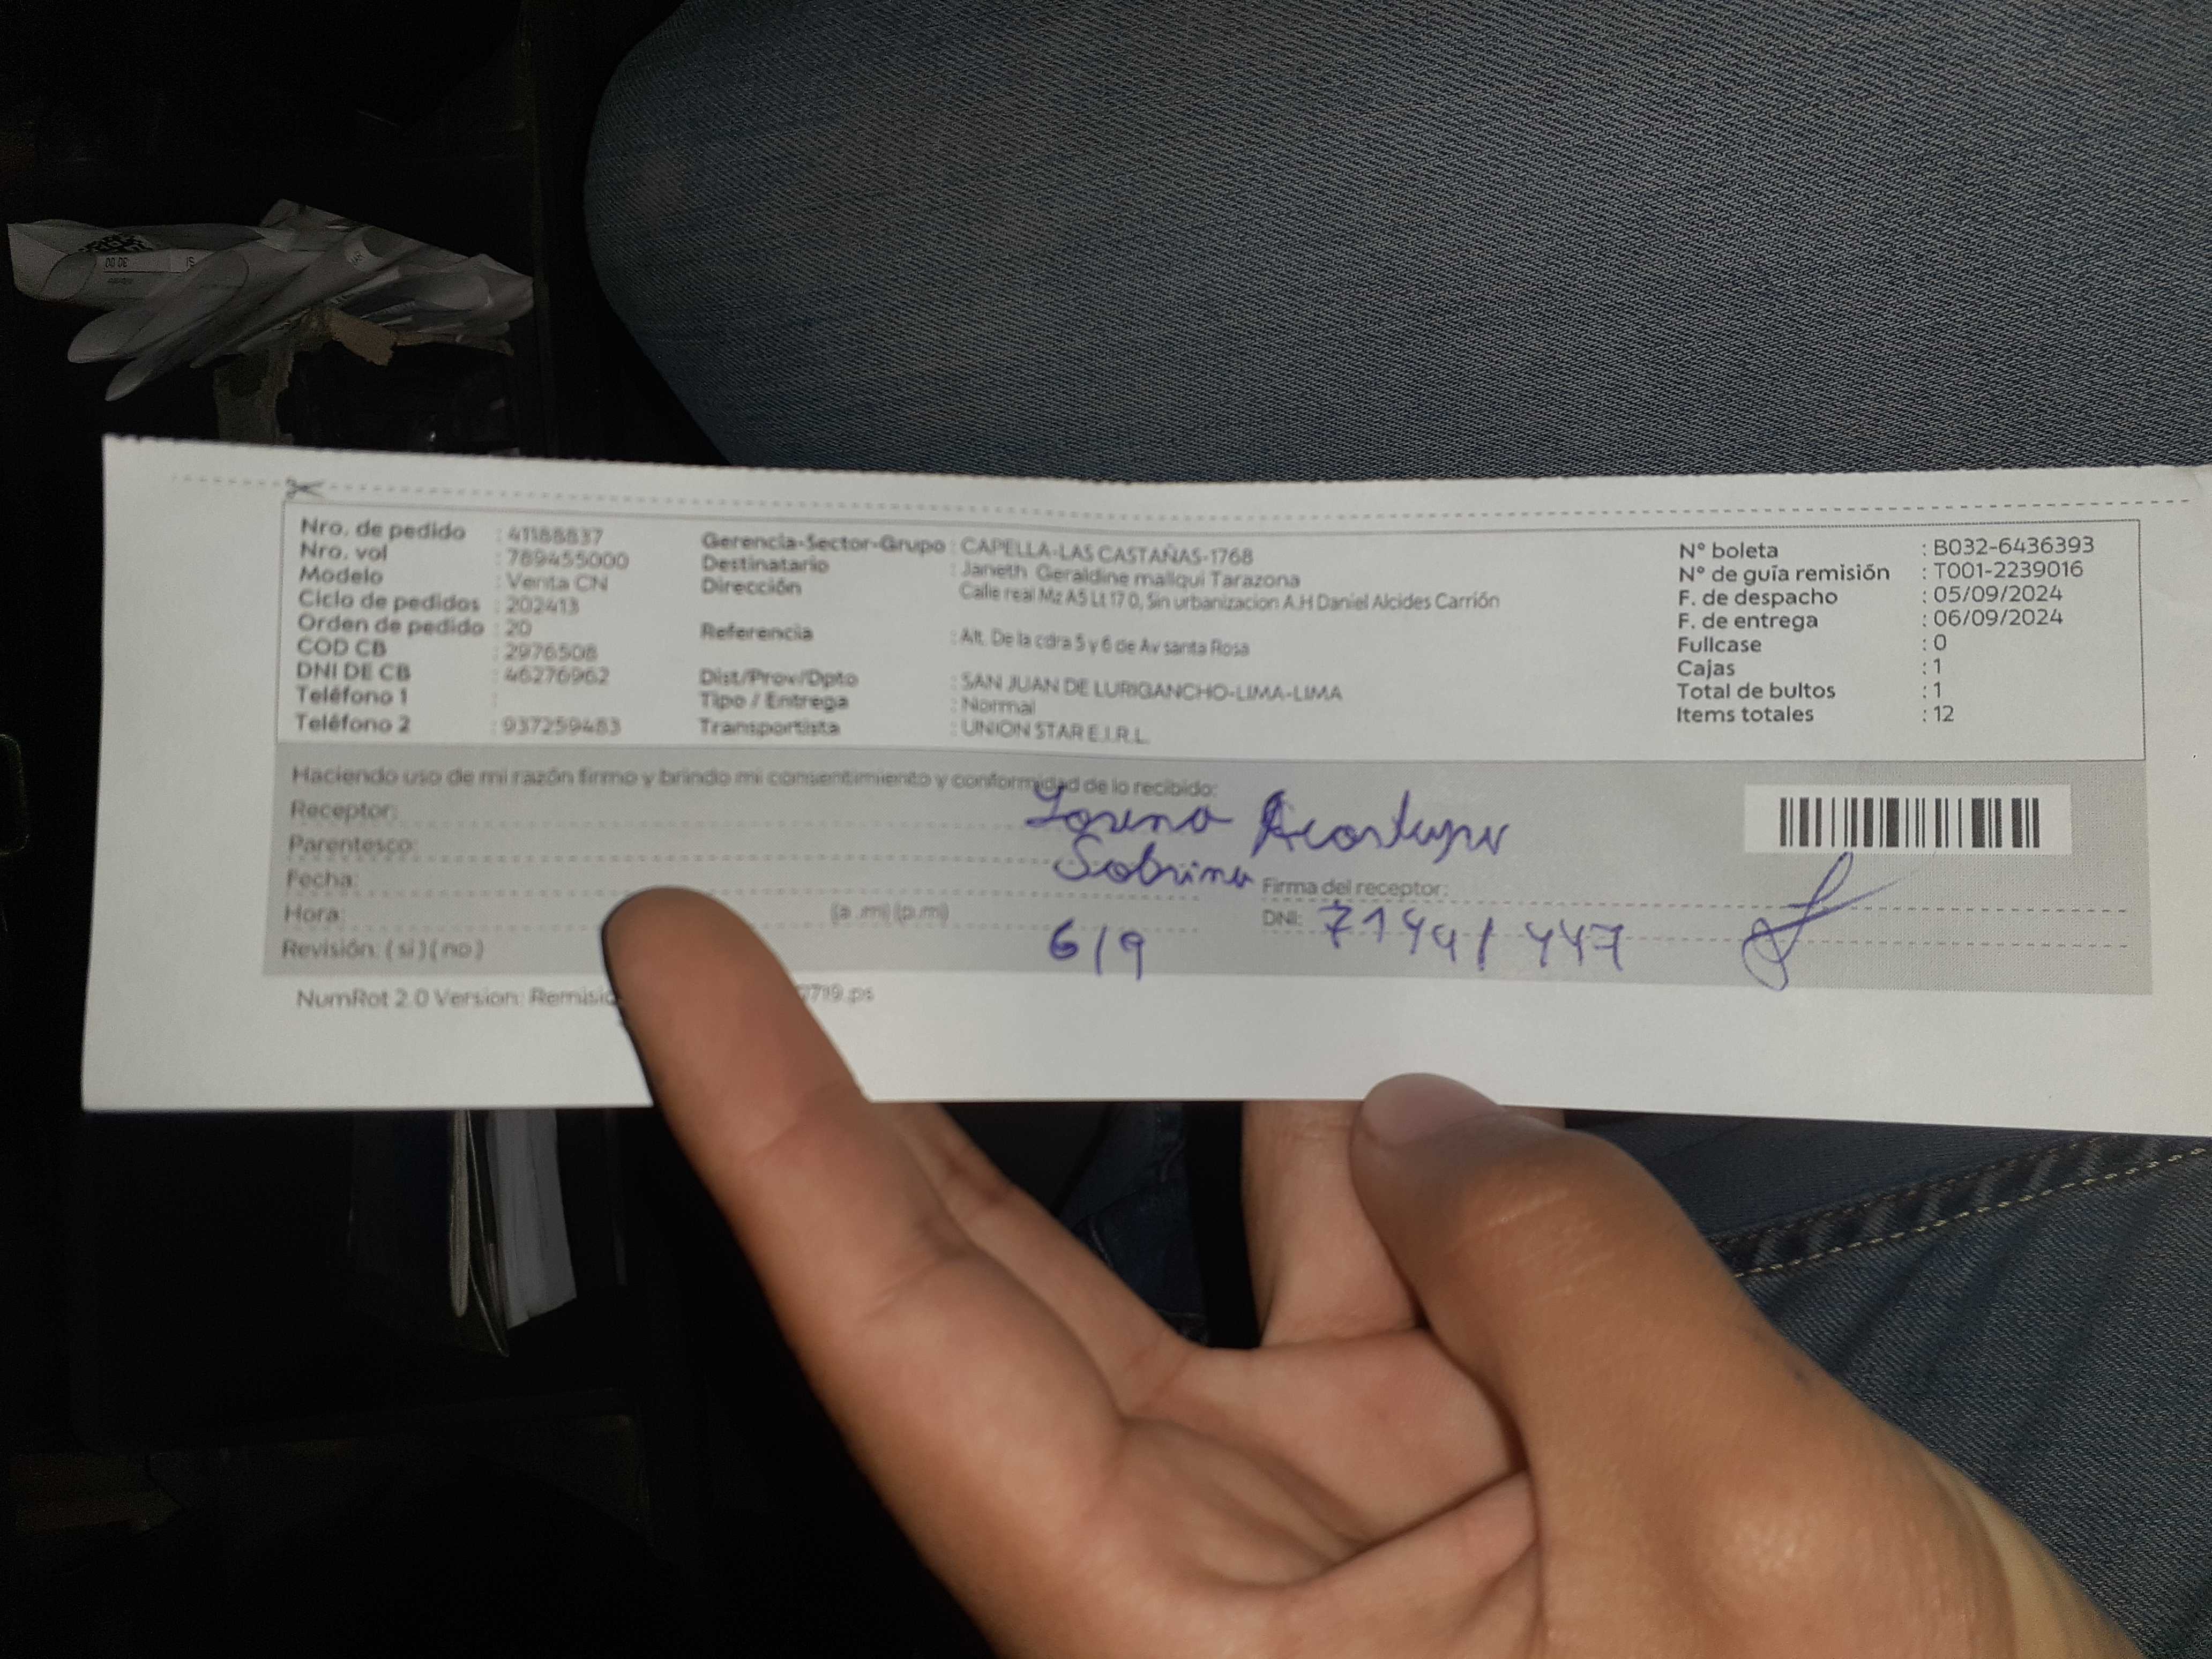 Nro. de pedido : 41188837
Nro. vol : 789455000
Modelo : Venta CN
Ciclo de pedidos : 202413
Orden de pedido : 20
COD CB : 2976508
DNI DE CB : 46276962
Teléfono 1 :
Teléfono 2 : 937259483
Gerencia-Sector-Grupo : CAPELLA-LAS CASTAÑAS-1768
Destinatario : Janeth Geraldine mallqui Tarazona
Dirección : Calle real Mz A5 Lt 17 0, Sin urbanizacion A.H Daniel Alcides Carrión
Referencia : Alt. De la cdra 5 y 6 de Av santa Rosa
Dist/Prov/Dpto : SAN JUAN DE LURIGANCHO-LIMA-LIMA
Tipo / Entrega : Normal
Transportista : UNION STAR E.I.R.L.
N° boleta : B032-6436393
N° de guía remisión : T001-2239016
F. de despacho : 05/09/2024
F. de entrega : 06/09/2024
Fullcase : 0
Cajas : 1
Total de bultos : 1
Items totales : 12
Haciendo uso de mi razón firmo y brindo mi consentimiento y conformidad de lo recibido:
Receptor:
Parentesco: Sobrina
Fecha: 6/9
Hora: (a .m) (p.m)
Revisión: ( si ) ( no )
Firma del receptor:
DNI:
NumRot 2.0 Version: 719.ps